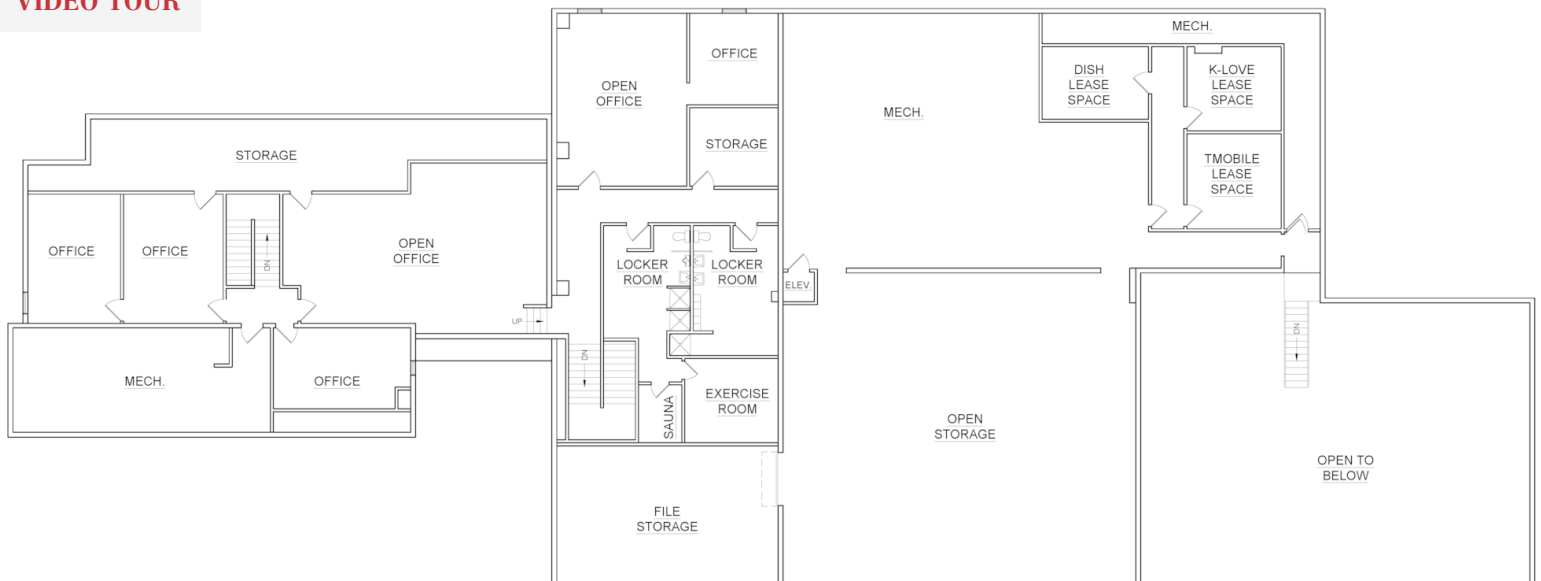 VIDEO TOUR
MECH.
OFFICE
OPEN
OFFICE
DISH
LEASE
SPACE
K-LOVE
LEASE
SPACE
MECH.
STORAGE
STORAGE
TMOBILE
LEASE
SPACE
OFFICE
OFFICE
DN
OPEN
OFFICE
LOCKER
ROOM
LOCKER
ROOM
ELEV.
UP
DN
DN
MECH.
OFFICE
SAUNA
EXERCISE
ROOM
OPEN
STORAGE
OPEN TO
BELOW
FILE
STORAGE